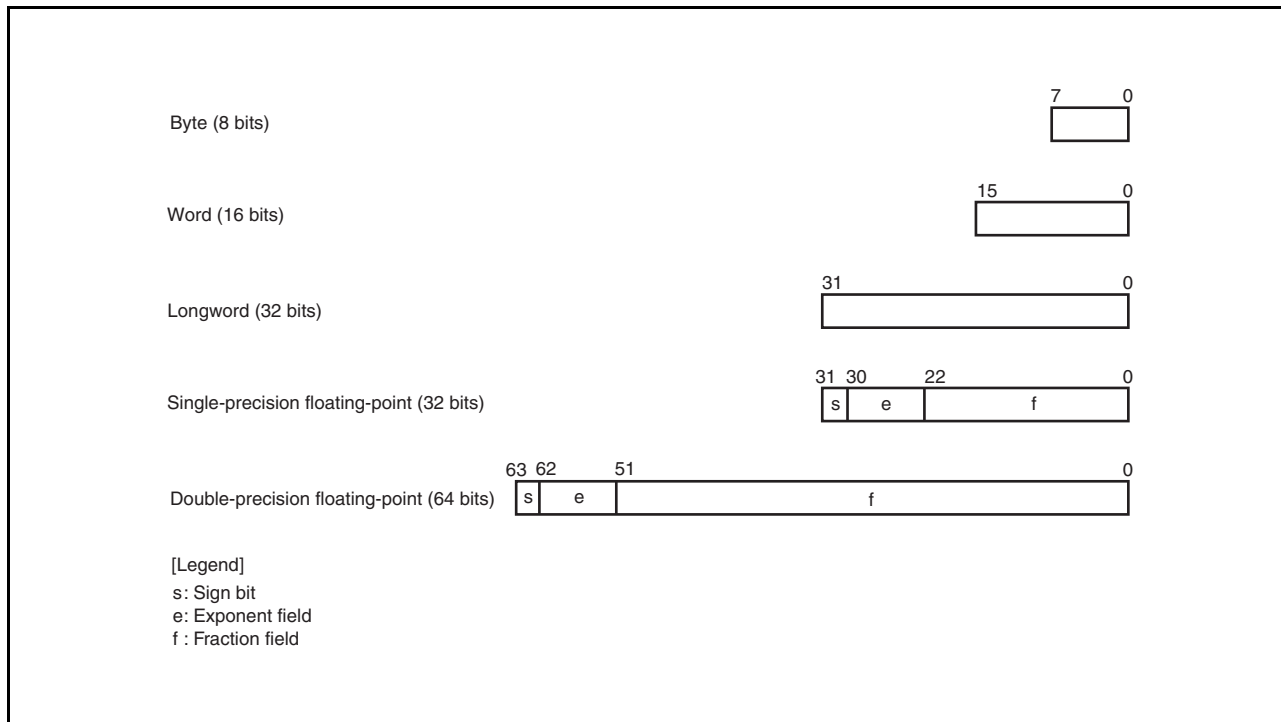 7 0
Byte (8 bits)
15 0
Word (16 bits)
31 0
Longword (32 bits)
31 30 22 0
Single-precision floating-point (32 bits) s e f
63 62 51 0
Double-precision floating-point (64 bits) s e f
[Legend]
s: Sign bit
e: Exponent field
f : Fraction field